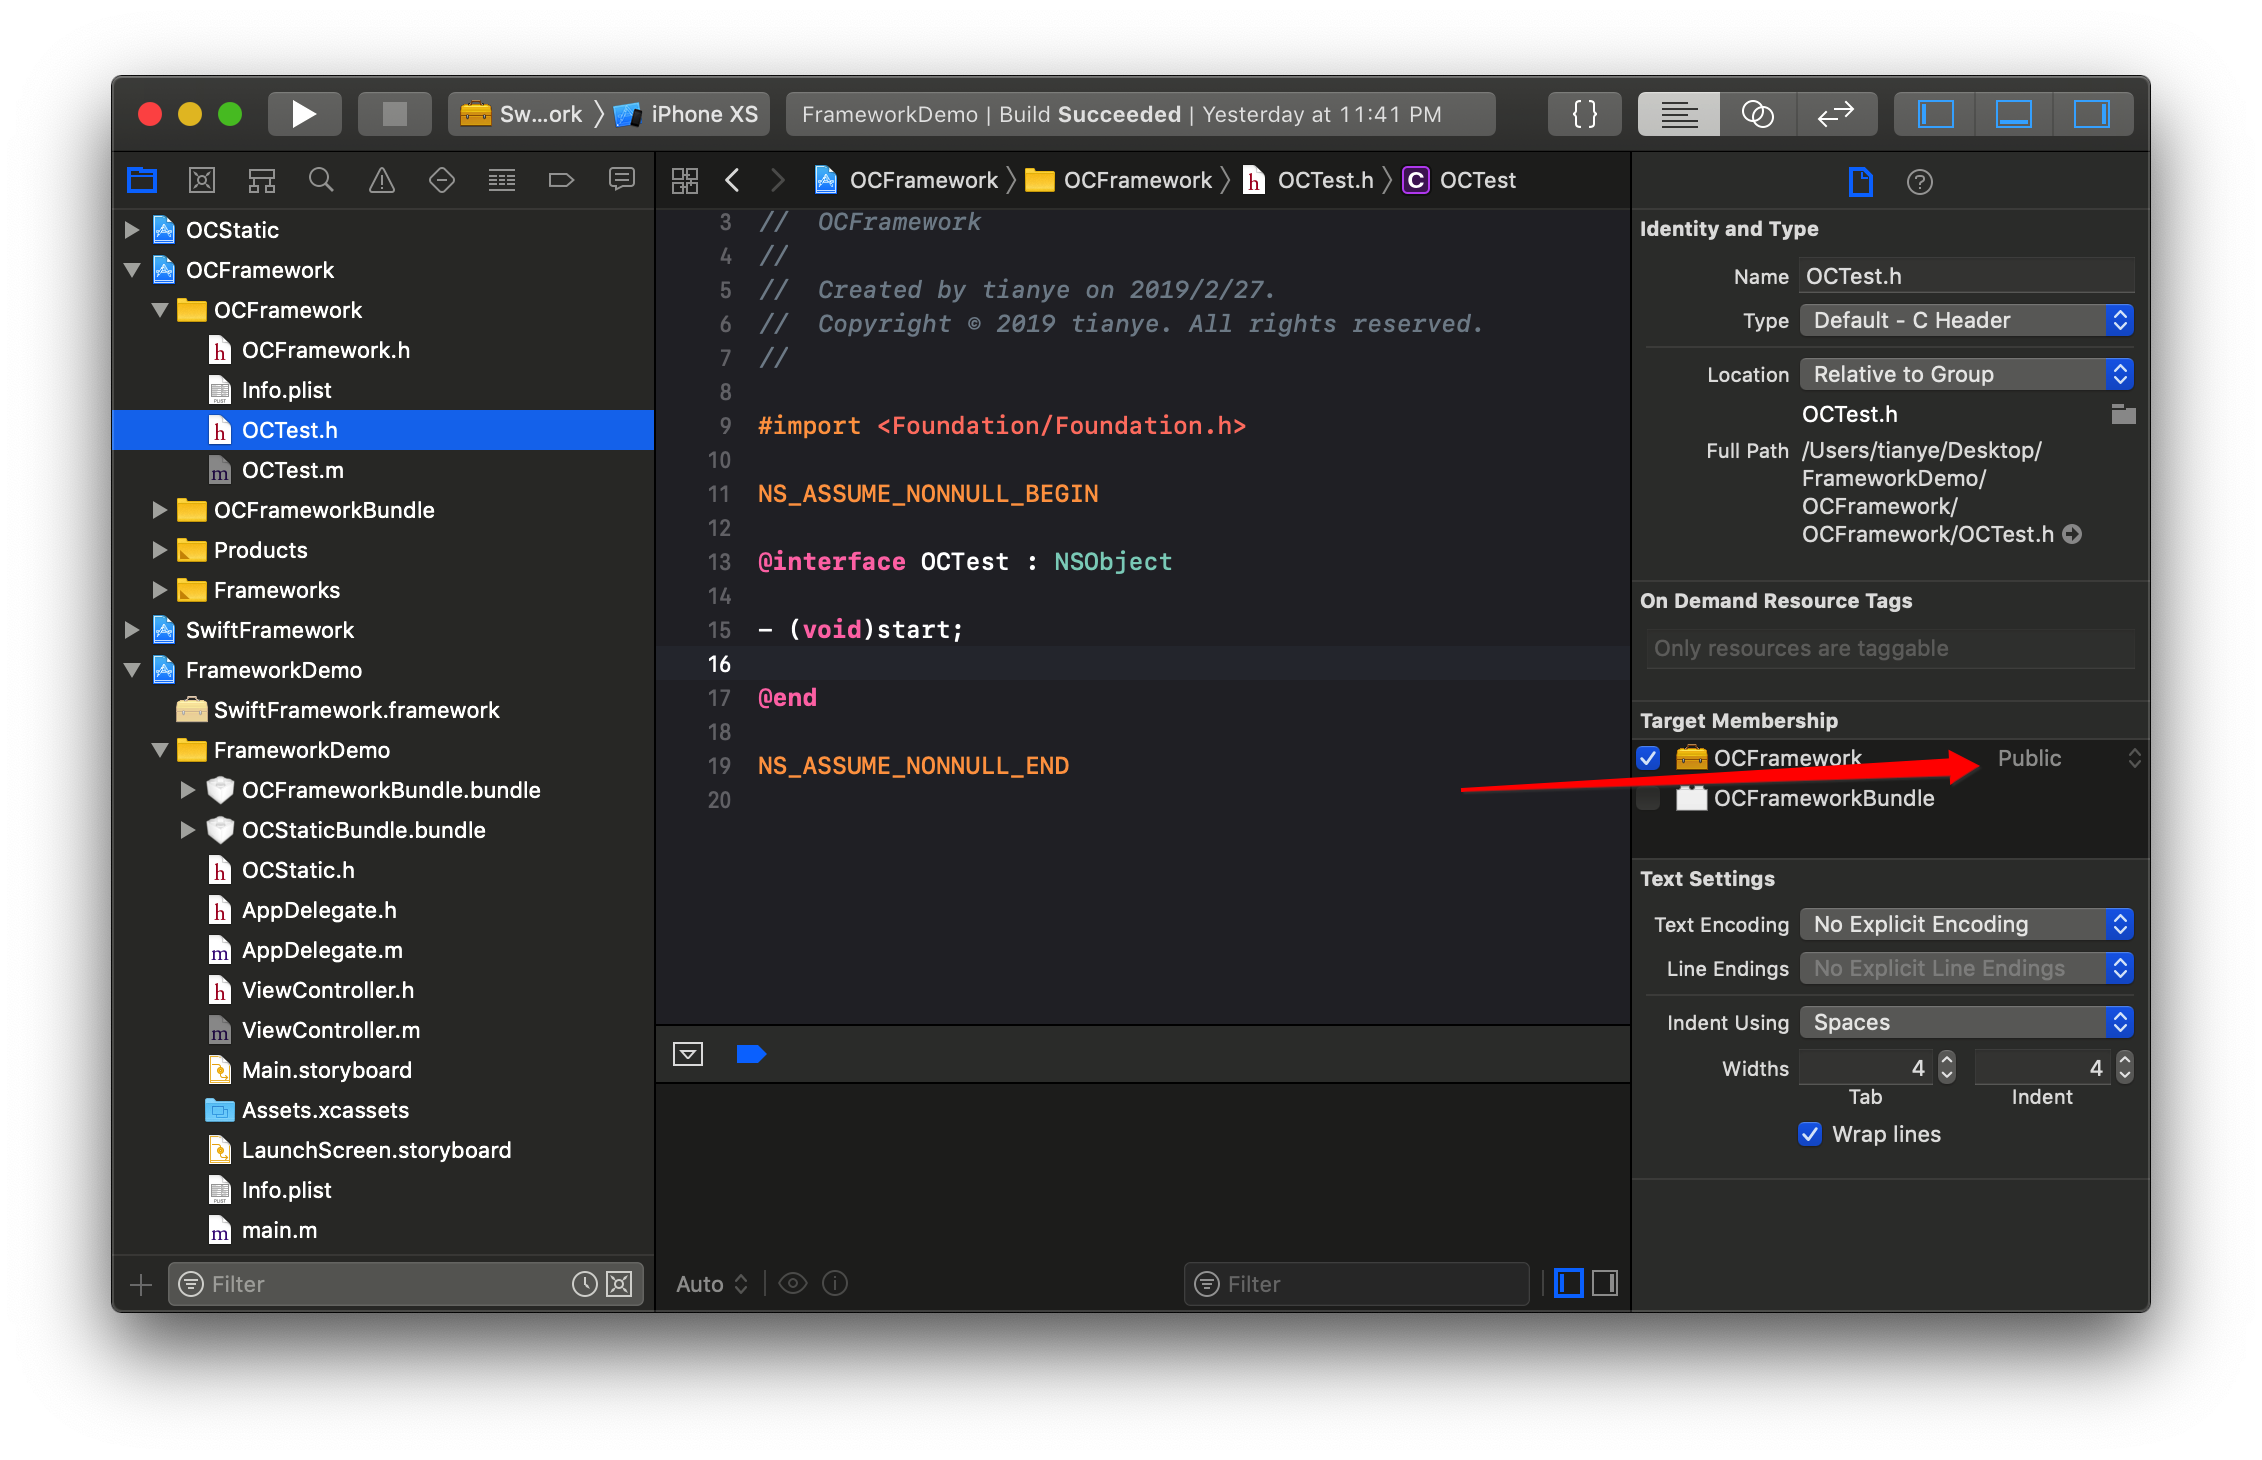 Sw...ork 〉 iPhone XS
FrameworkDemo | Build Succeeded | Yesterday at 11:41 PM
{ }
OCStatic
OCFramework
OCFramework
OCFramework.h
Info.plist
OCTest.h
OCTest.m
OCFrameworkBundle
Products
Frameworks
SwiftFramework
FrameworkDemo
SwiftFramework.framework
FrameworkDemo
OCFrameworkBundle.bundle
OCStaticBundle.bundle
OCStatic.h
AppDelegate.h
AppDelegate.m
ViewController.h
ViewController.m
Main.storyboard
Assets.xcassets
LaunchScreen.storyboard
Info.plist
main.m
Filter
OCFramework 〉 OCFramework 〉 h OCTest.h 〉 C OCTest
3 // OCFramework
4 //
5 // Created by tianye on 2019/2/27.
6 // Copyright © 2019 tianye. All rights reserved.
7 //
8
9 #import <Foundation/Foundation.h>
10
11 NS_ASSUME_NONNULL_BEGIN
12
13 @interface OCTest : NSObject
14
15 - (void)start;
16
17 @end
18
19 NS_ASSUME_NONNULL_END
20
Auto
Filter
Identity and Type
Name OCTest.h
Type Default - C Header
Location Relative to Group
OCTest.h
Full Path /Users/tianye/Desktop/
FrameworkDemo/
OCFramework/
OCFramework/OCTest.h
On Demand Resource Tags
Only resources are taggable
Target Membership
OCFramework Public
OCFrameworkBundle
Text Settings
Text Encoding No Explicit Encoding
Line Endings No Explicit Line Endings
Indent Using Spaces
Widths 4 4
Tab Indent
Wrap lines